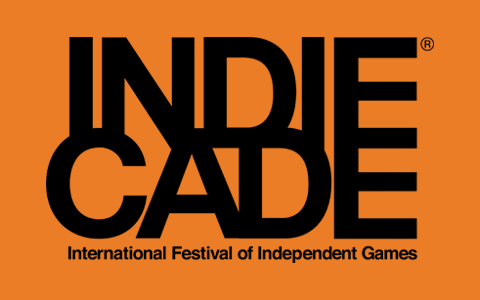 INDIE®
CADE
International Festival of Independent Games